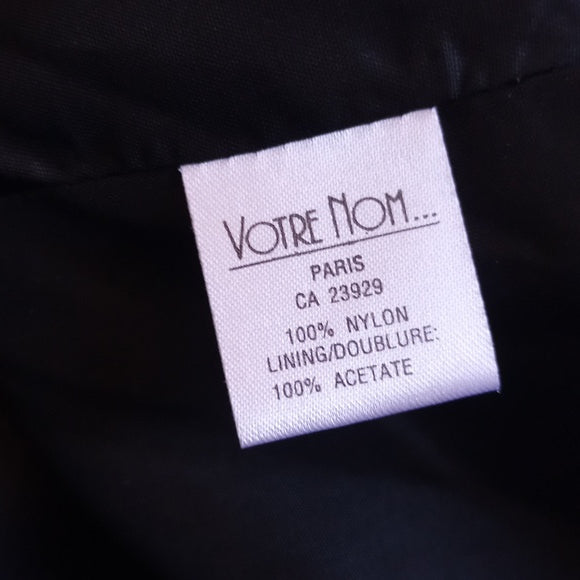 VOTRE NOM...
PARIS
CA 23929
100% NYLON
LINING/DOUBLURE:
100% ACETATE